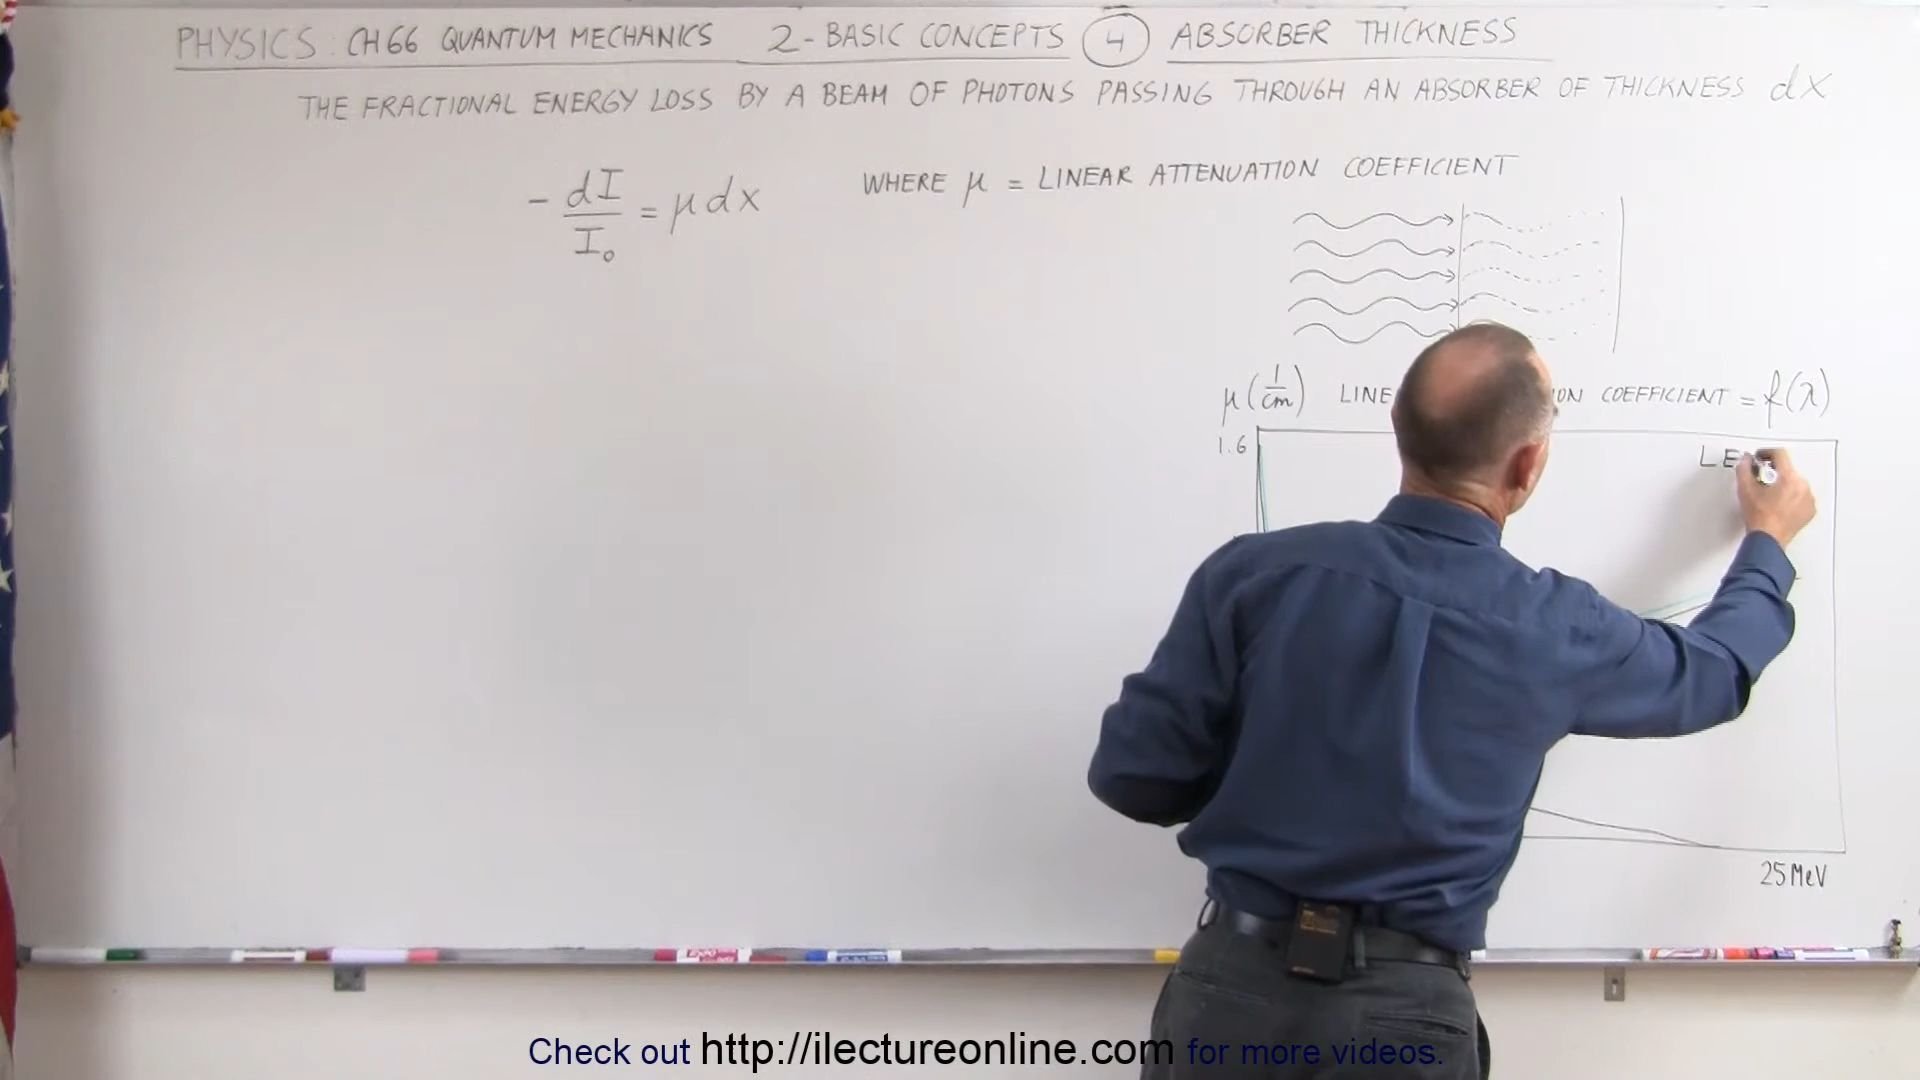 PHYSICS: CH66 QUANTUM MECHANICS 2-BASIC CONCEPTS 4 ABSORBER THICKNESS
THE FRACTIONAL ENERGY LOSS BY A BEAM OF PHOTONS PASSING THROUGH AN ABSORBER OF THICKNESS dx
- dI/I₀ = μ dx WHERE μ = LINEAR ATTENUATION COEFFICIENT
μ (1/cm) COEFFICIENT = f(λ)
1.6
25 MeV
Check out http://ilectureonline.com for more videos.